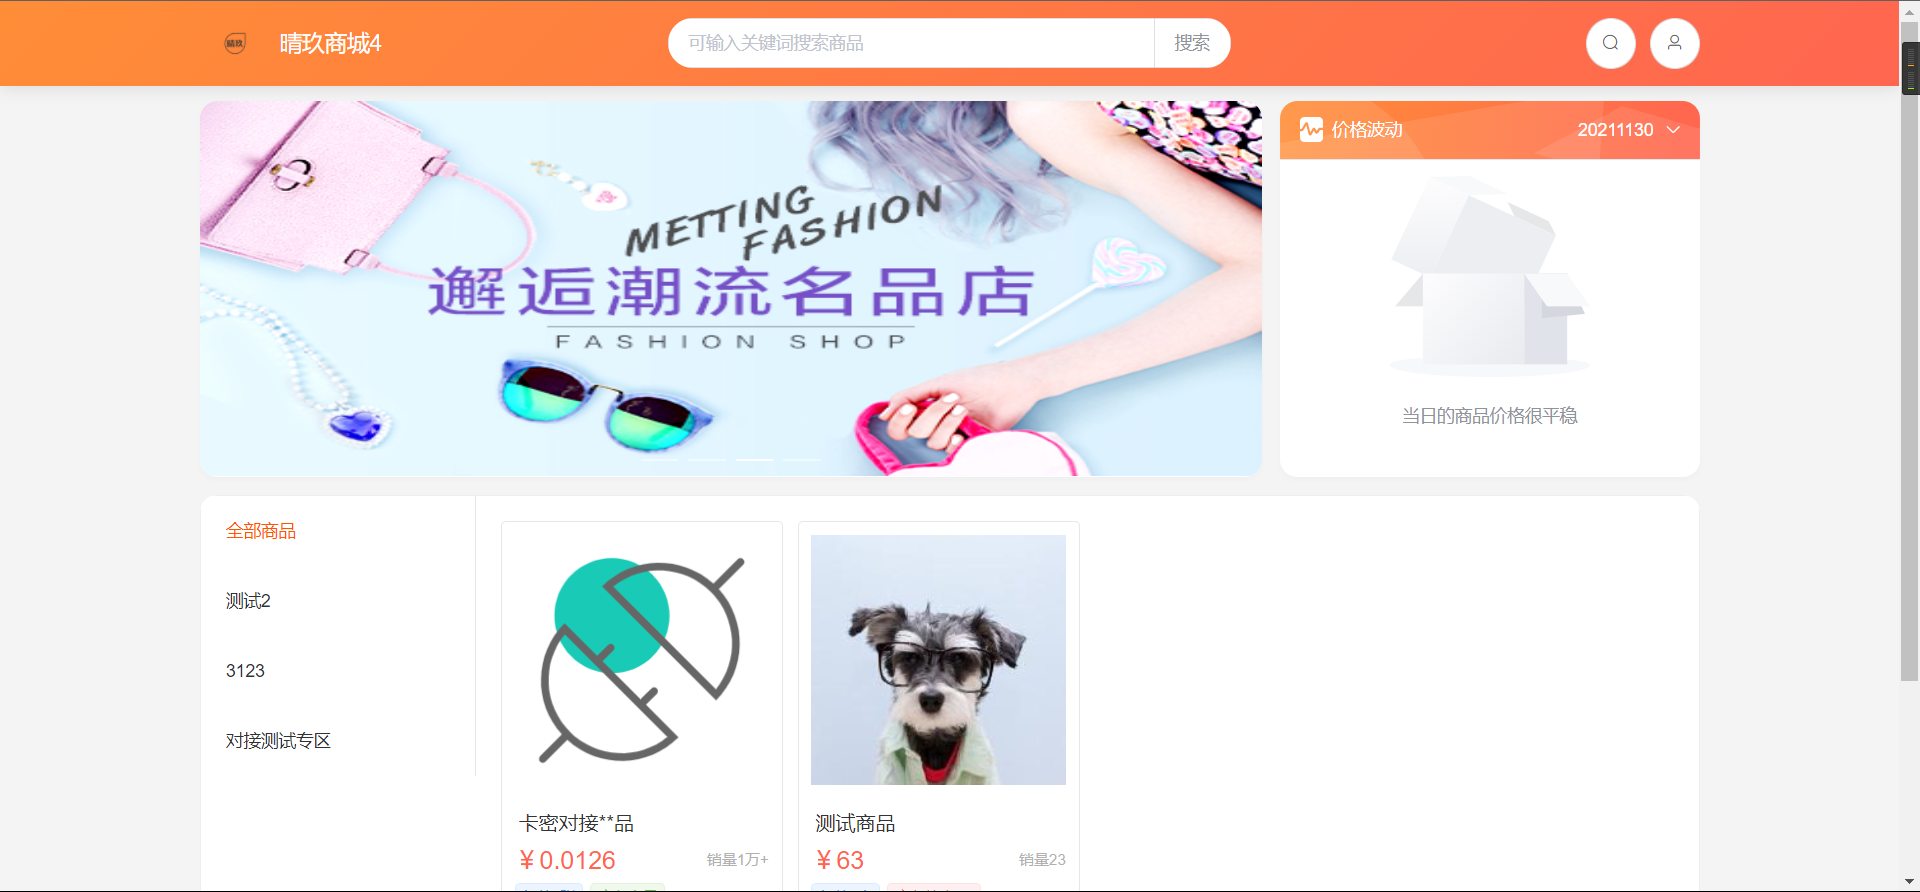 晴玖
晴玖商城4
可输入关键词搜索商品
搜索
METTING
FASHION
邂逅潮流名品店
FASHION SHOP
价格波动
20211130
当日的商品价格很平稳
全部商品
测试2
3123
对接测试专区
卡密对接**品
¥0.0126
销量1万+
测试商品
¥63
销量23